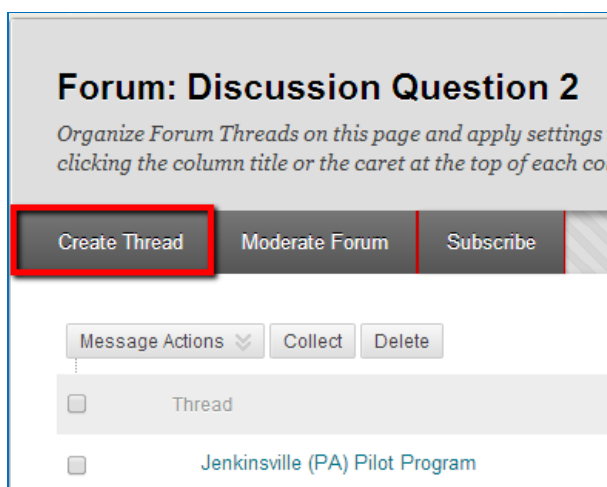 Forum: Discussion Question 2
Organize Forum Threads on this page and apply settings
clicking the column title or the caret at the top of each
Create Thread Moderate Forum Subscribe
Message Actions Collect Delete
Thread
Jenkinsville (PA) Pilot Program